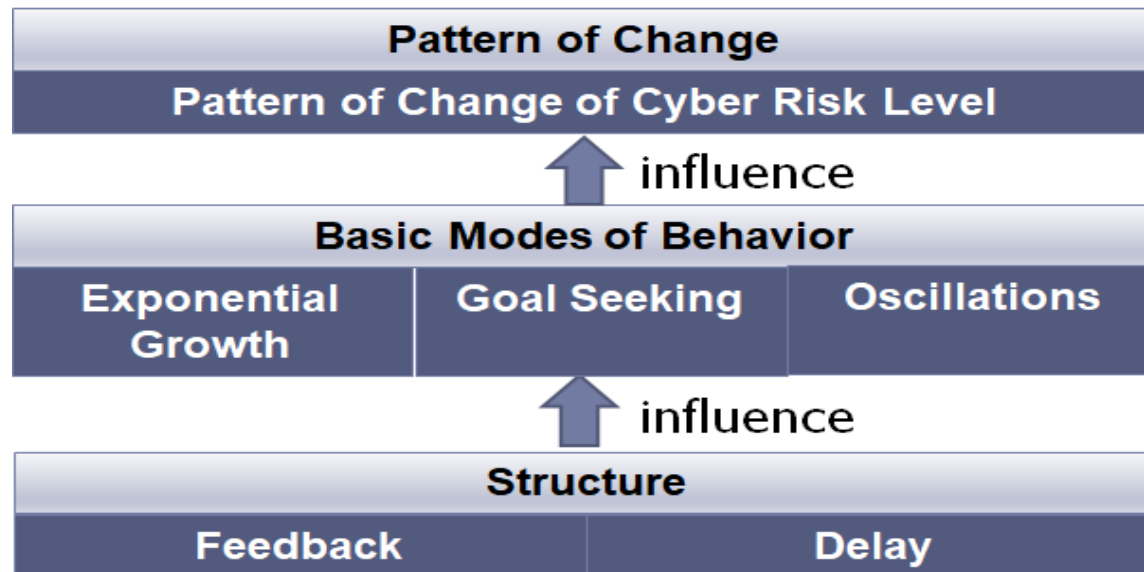 Pattern of Change
Pattern of Change of Cyber Risk Level
influence
Basic Modes of Behavior
Exponential
Growth
Goal Seeking
Oscillations
influence
Structure
Feedback
Delay